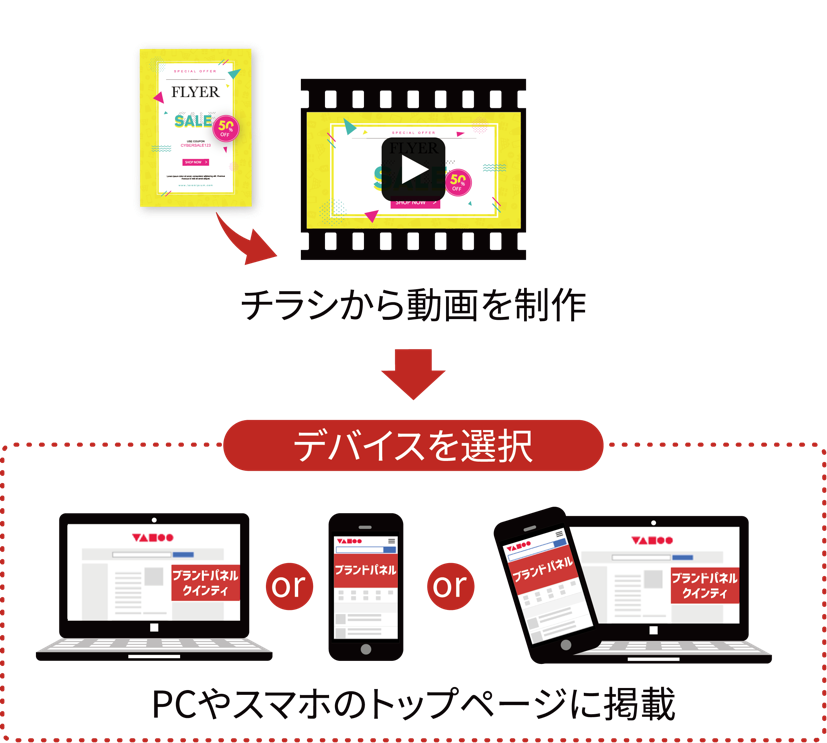 SPECIAL OFFER
FLYER
SALE
50%
OFF
USE COUPON
CYBERSALE123
SHOP NOW
SPECIAL OFFER
FLYER
50%
OFF
SHOP NOW
チラシから動画を制作
デバイスを選択
ブランドパネル
クインティ
or
ブランドパネル
or
ブランドパネル
ブランドパネル
クインティ
PCやスマホのトップページに掲載